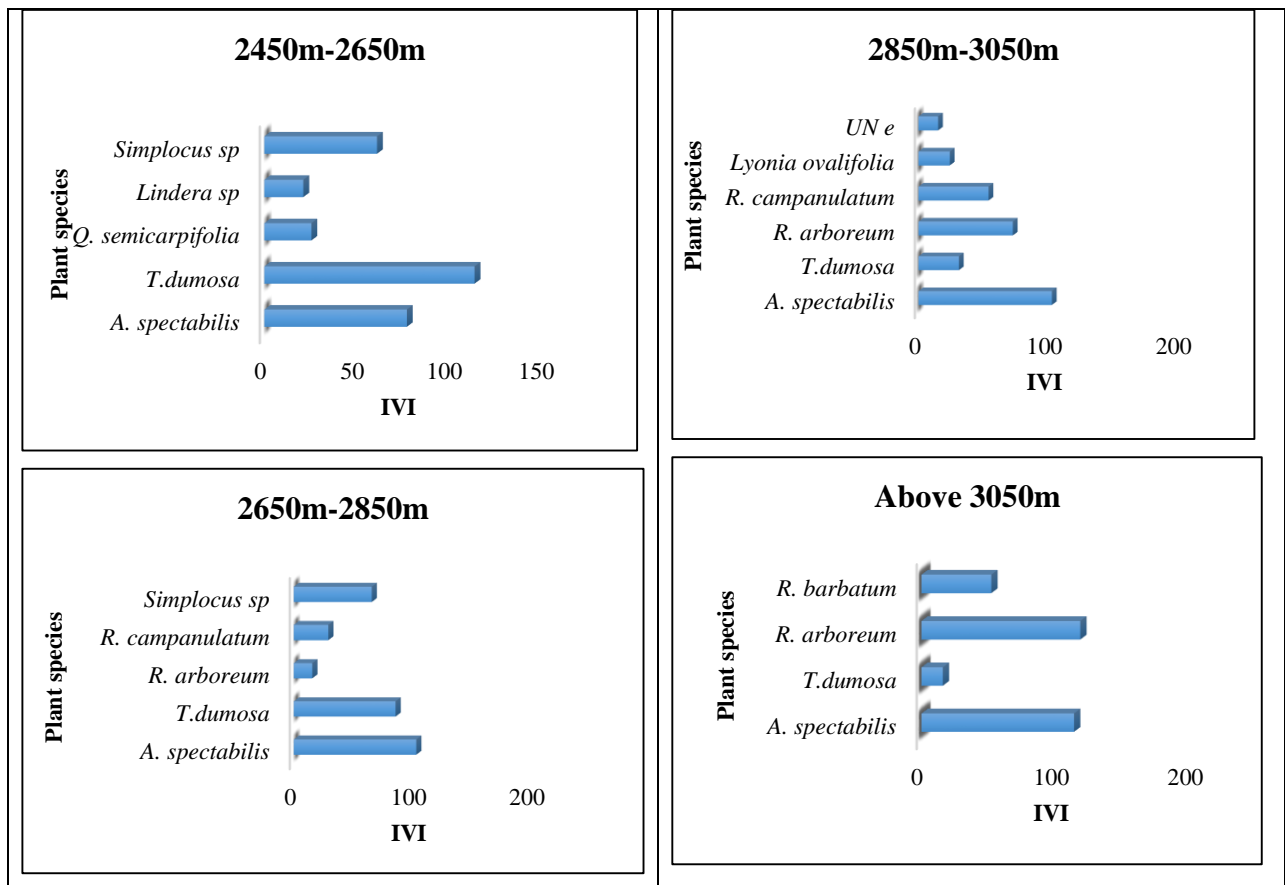 2450m-2650m
Plant species
Simplocus sp
Lindera sp
Q. semicarpifolia
T.dumosa
A. spectabilis
0 50 100 150
IVI
2850m-3050m
Plant species
UN e
Lyonia ovalifolia
R. campanulatum
R. arboreum
T.dumosa
A. spectabilis
0 100 200
IVI
2650m-2850m
Plant species
Simplocus sp
R. campanulatum
R. arboreum
T.dumosa
A. spectabilis
0 100 200
IVI
Above 3050m
Plant species
R. barbatum
R. arboreum
T.dumosa
A. spectabilis
0 100 200
IVI